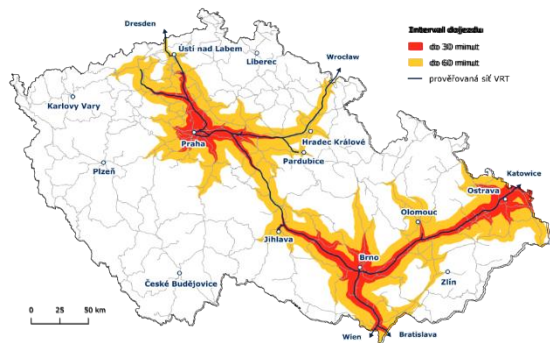 Dresden
Ústí nad Labem
Liberec
Wrocław
Karlovy Vary
Praha
Hradec Králové
Pardubice
Plzeň
Katowice
Ostrava
Olomouc
Jihlava
Brno
Zlín
České Budějovice
Wien
Bratislava
Interval dojezdu
do 30 minut
do 60 minut
prověřovaná síť VRT
0 25 50 km